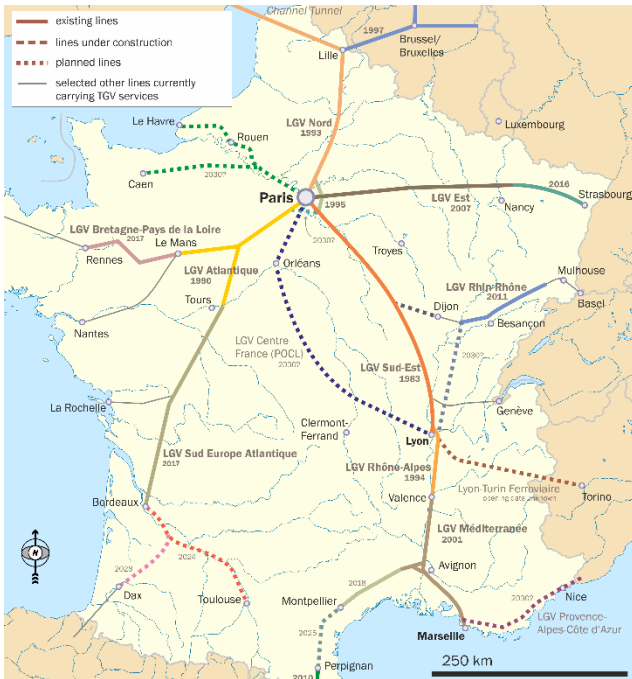 existing lines
lines under construction
planned lines
selected other lines currently
carrying TGV services
Channel Tunnel
1997
Brussel/
Bruxelles
Lille
Le Havre
Rouen
LGV Nord
1993
Luxembourg
Caen
2030?
Paris
1995
LGV Est
2007
2016
Strasbourg
Nancy
LGV Bretagne-Pays de la Loire
2017
Le Mans
Rennes
2030?
Troyes
Orléans
LGV Atlantique
1990
Tours
Mulhouse
LGV Rhin-Rhône
2011
Basel
Dijon
Besançon
Nantes
LGV Centre
France (POCL)
2030?
2030?
LGV Sud-Est
1983
La Rochelle
Genève
Clermont-
Ferrand
Lyon
LGV Sud Europe Atlantique
2017
LGV Rhône-Alpes
1994
Lyon-Turin Ferroviaire
opening date unknown
Torino
Valence
Bordeaux
LGV Méditerranée
2001
N
2024
2028
Avignon
2018
Dax
Toulouse
Montpellier
Nice
2030?
LGV Provence-
Alpes-Côte d'Azur
Marseille
2025
Perpignan
2010
250 km